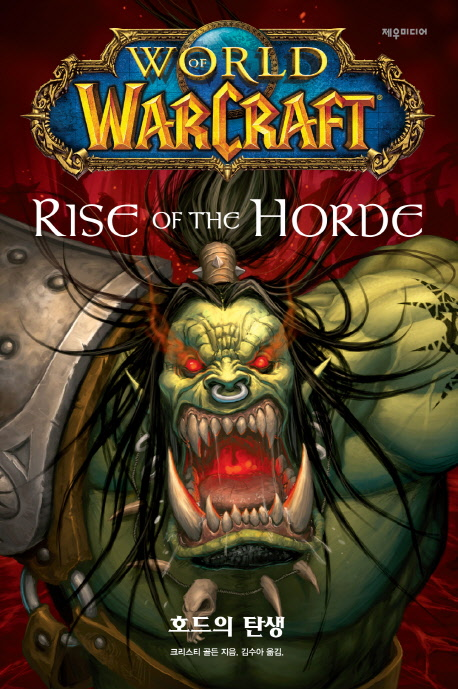 제우미디어
WORLD
OF
WARCRAFT
RISE OF THE HORDE
호드의 탄생
크리스티 골든 지음, 김수아 옮김.